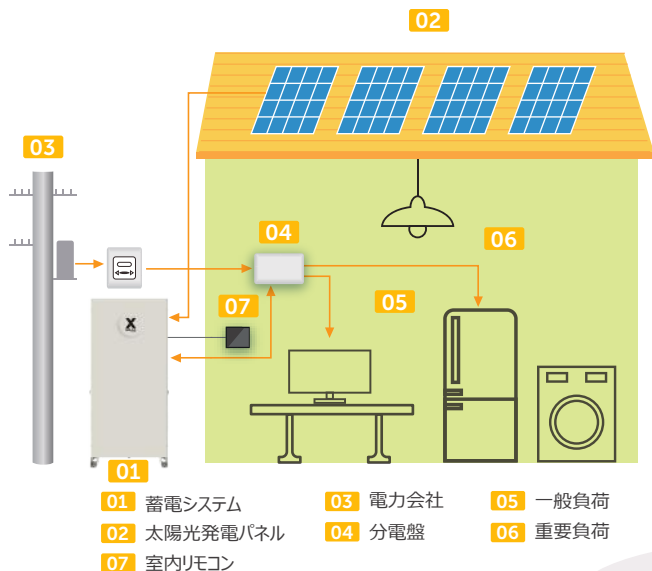 02
03
04
06
07
05
X
01
01 蓄電システム
03 電力会社
05 一般負荷
02 太陽光発電パネル
04 分電盤
06 重要負荷
07 室内リモコン